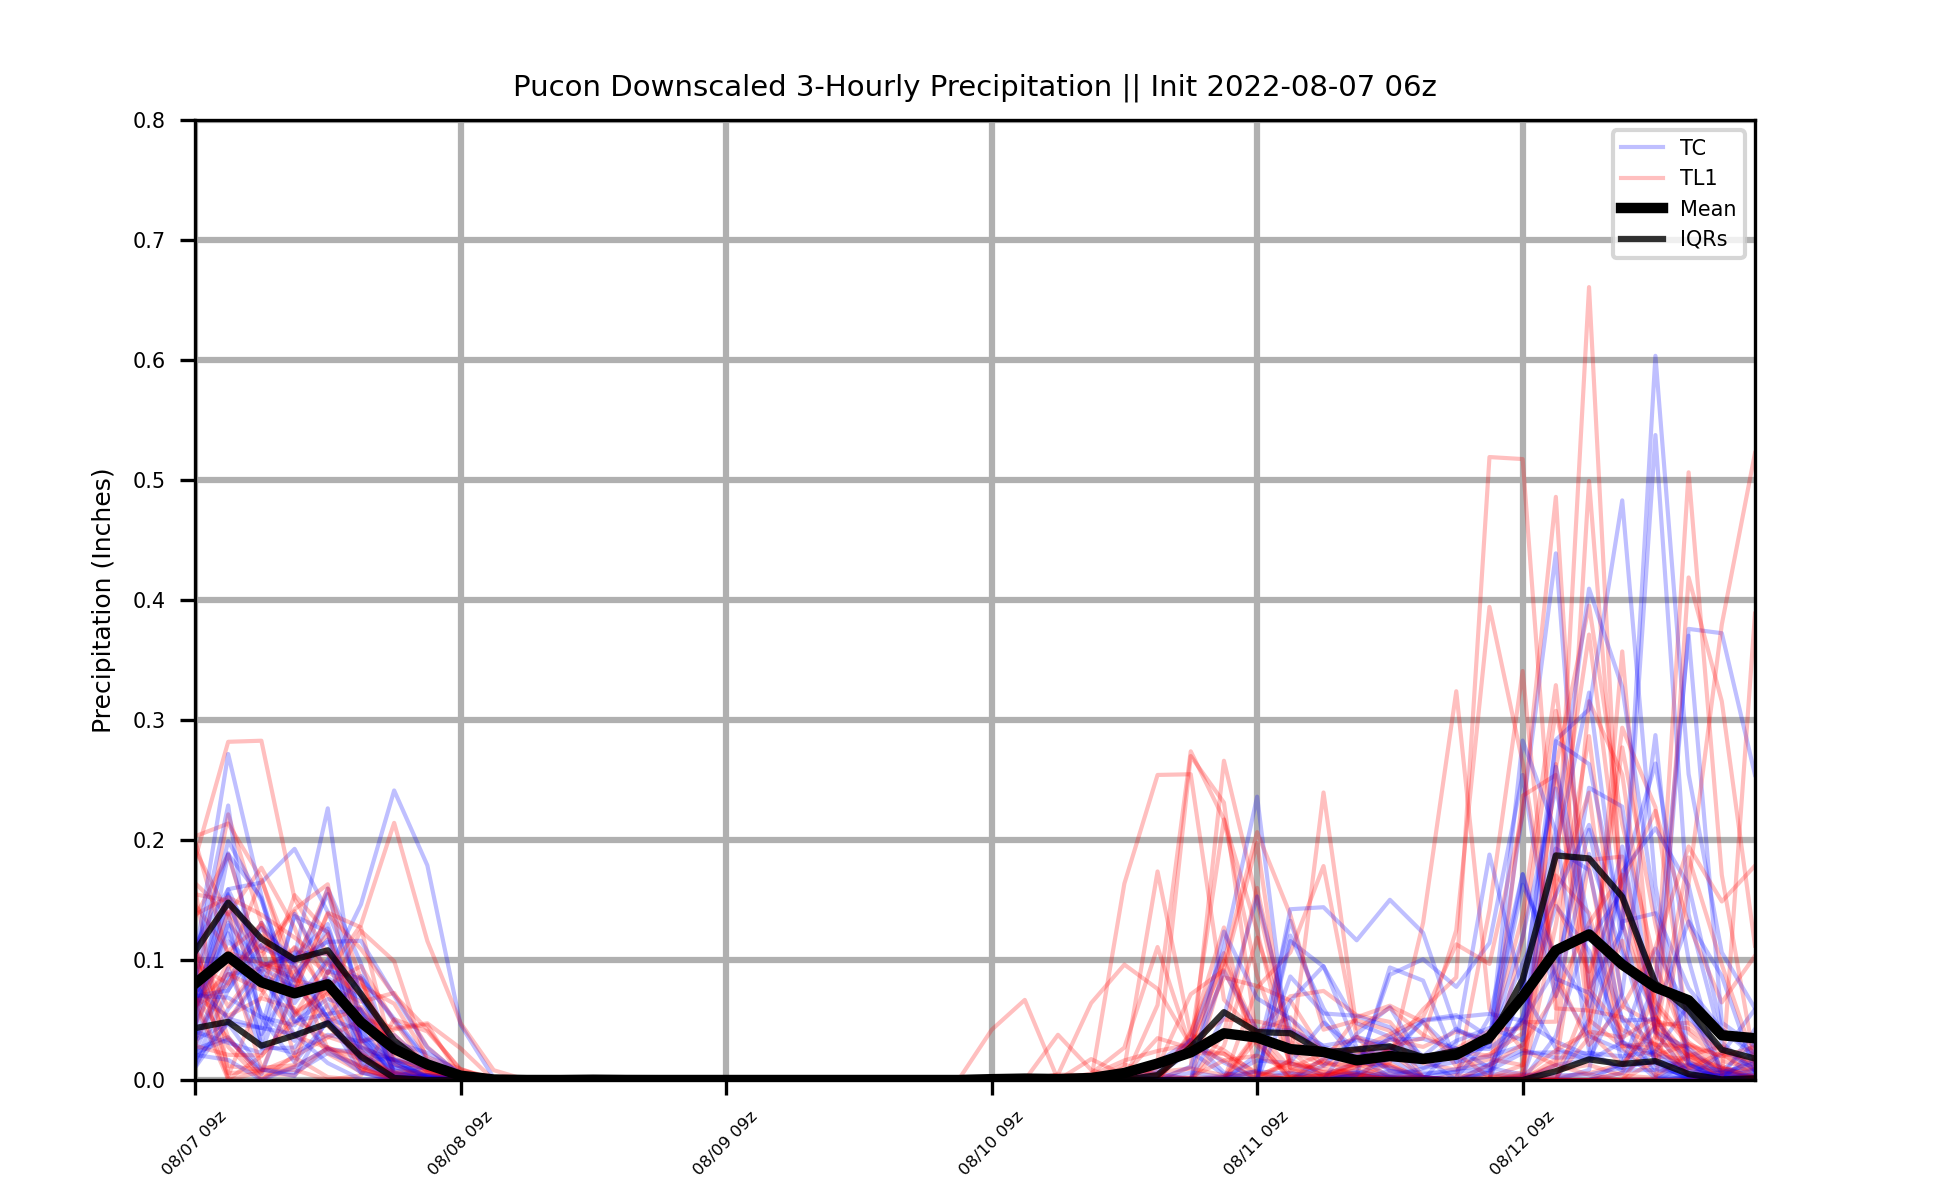 Pucon Downscaled 3-Hourly Precipitation || Init 2022-08-07 06z
Precipitation (Inches)
0.8
0.7
0.6
0.5
0.4
0.3
0.2
0.1
0.0
TC
TL1
Mean
IQRs
08/07 09z
08/08 09z
08/09 09z
08/10 09z
08/11 09z
08/12 09z